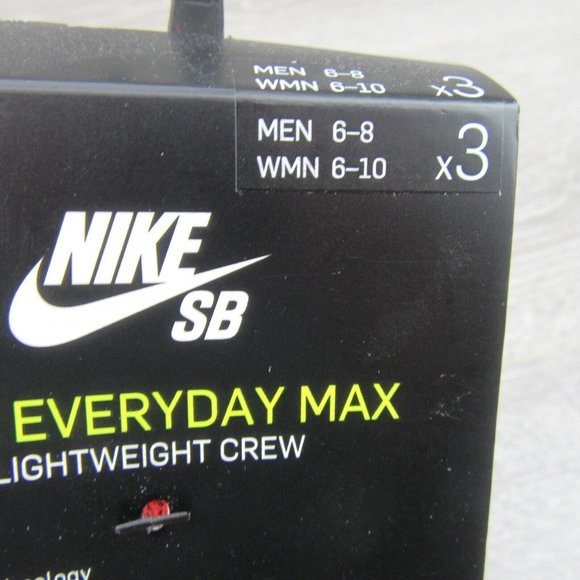 MEN 6–8
WMN 6–10 x3
MEN 6–8
WMN 6–10 x3
NIKE
SB
EVERYDAY MAX
LIGHTWEIGHT CREW